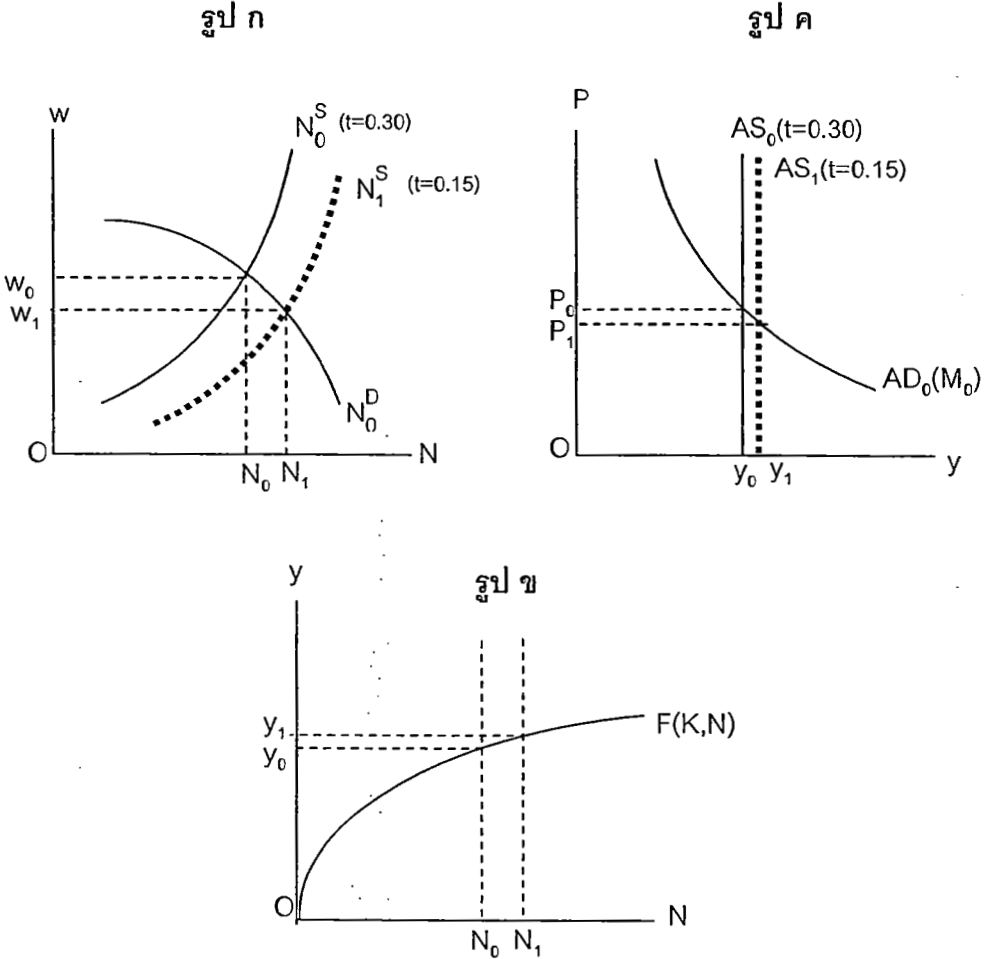 รูป ก
w
N₀ˢ (t=0.30)
N₁ˢ (t=0.15)
w₀
w₁
N₀ᴰ
O
N
N₀ N₁
รูป ค
P
AS₀(t=0.30)
AS₁(t=0.15)
P₀
P₁
AD₀(M₀)
O
y₀ y₁
y
รูป ข
y
y₁
y₀
F(K,N)
O
N
N₀ N₁